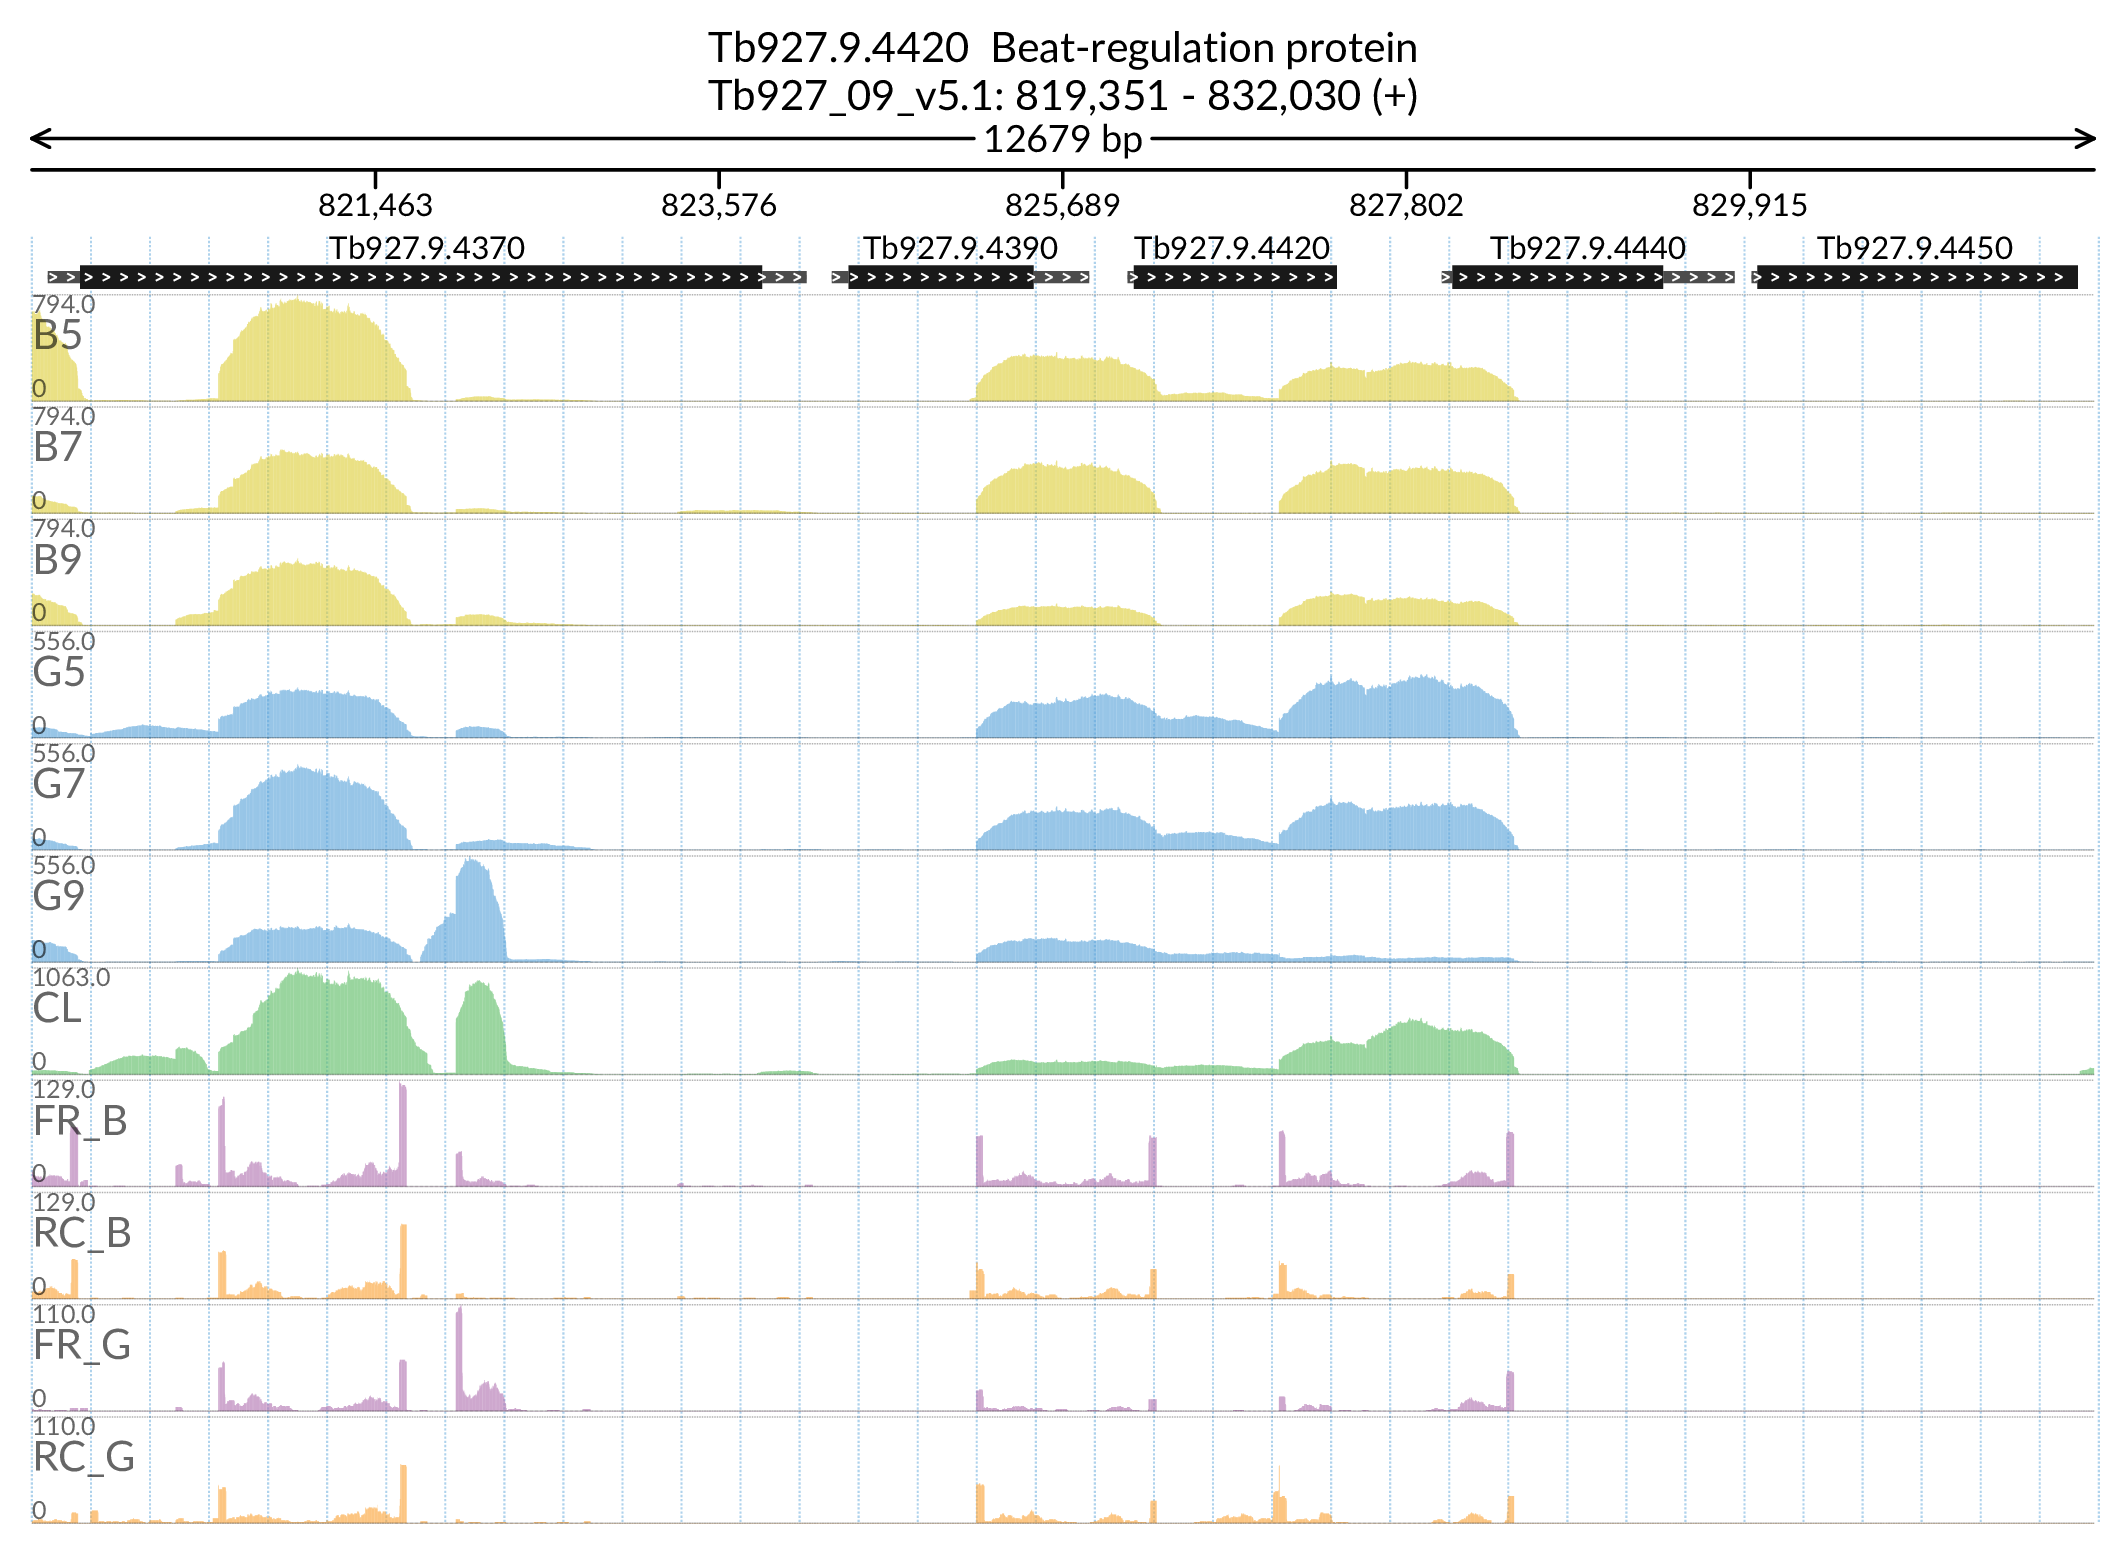 Tb927.9.4420  Beat-regulation protein
Tb927_09_v5.1: 819,351 - 832,030 (+)
12679 bp
821,463 823,576 825,689 827,802 829,915
Tb927.9.4370 Tb927.9.4390 Tb927.9.4420 Tb927.9.4440 Tb927.9.4450
794.0
B5
0
794.0
B7
0
794.0
B9
0
556.0
G5
0
556.0
G7
0
556.0
G9
0
1063.0
CL
0
129.0
FR_B
0
129.0
RC_B
0
110.0
FR_G
0
110.0
RC_G
0